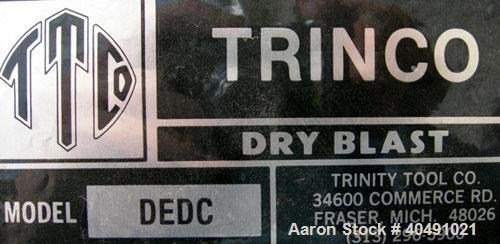 TTCO
TRINCO
DRY BLAST
MODEL DEDC
TRINITY TOOL CO.
34600 COMMERCE RD.
FRASER, MICH. 48026
Aaron Stock # 40491021